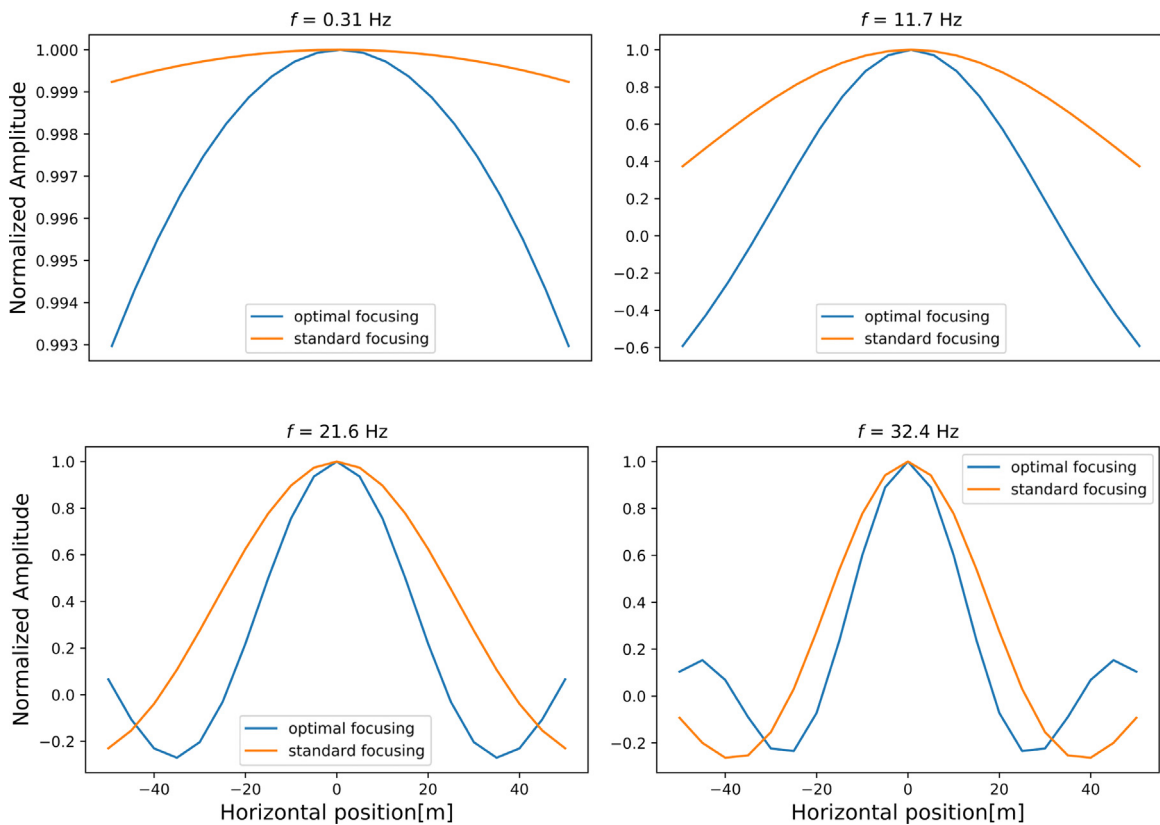 f = 0.31 Hz
1.000
0.999
0.998
0.997
0.996
0.995
0.994
0.993
Normalized Amplitude
optimal focusing
standard focusing
f = 11.7 Hz
1.0
0.8
0.6
0.4
0.2
0.0
−0.2
−0.4
−0.6
optimal focusing
standard focusing
f = 21.6 Hz
1.0
0.8
0.6
0.4
0.2
0.0
−0.2
Normalized Amplitude
optimal focusing
standard focusing
−40 −20 0 20 40
Horizontal position[m]
f = 32.4 Hz
1.0
0.8
0.6
0.4
0.2
0.0
−0.2
optimal focusing
standard focusing
−40 −20 0 20 40
Horizontal position[m]